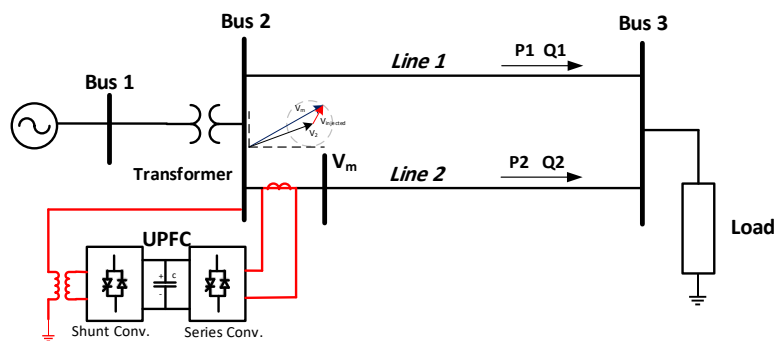 Bus 2
Bus 3
Line 1
P1 Q1
Bus 1
Vm
Vinjected
V2
Transformer
Vm
Line 2
P2 Q2
UPFC
Load
+
c
-
Shunt Conv.
Series Conv.